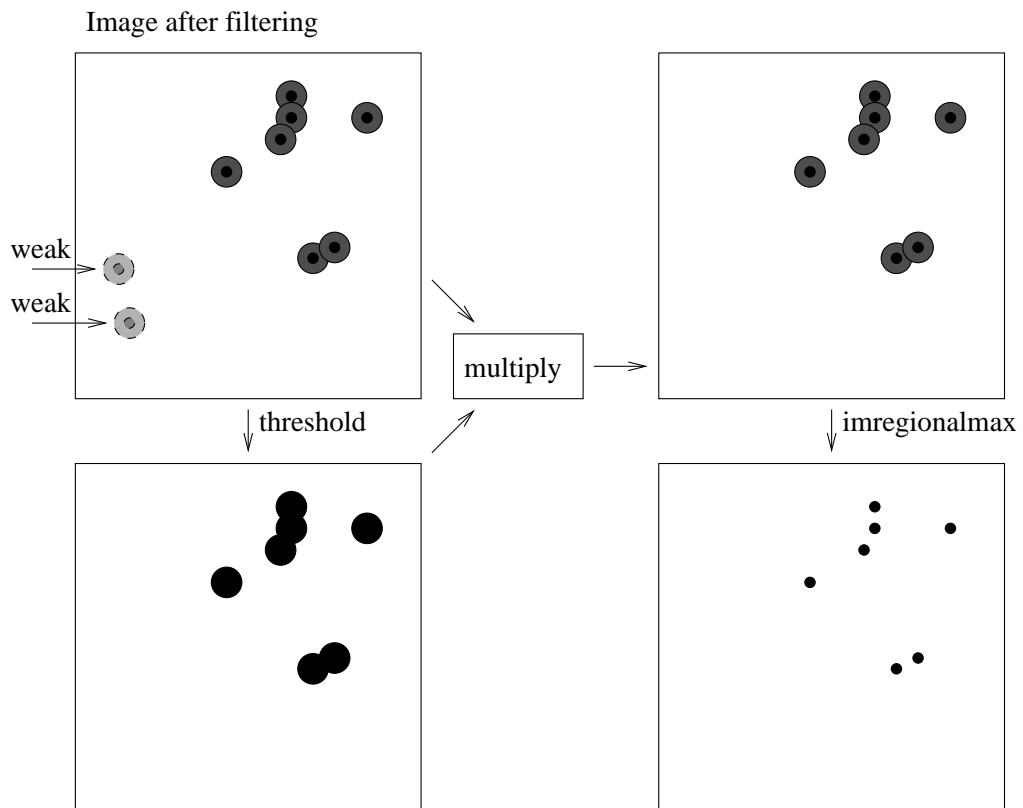 Image after filtering
weak
weak
multiply
threshold
imregionalmax